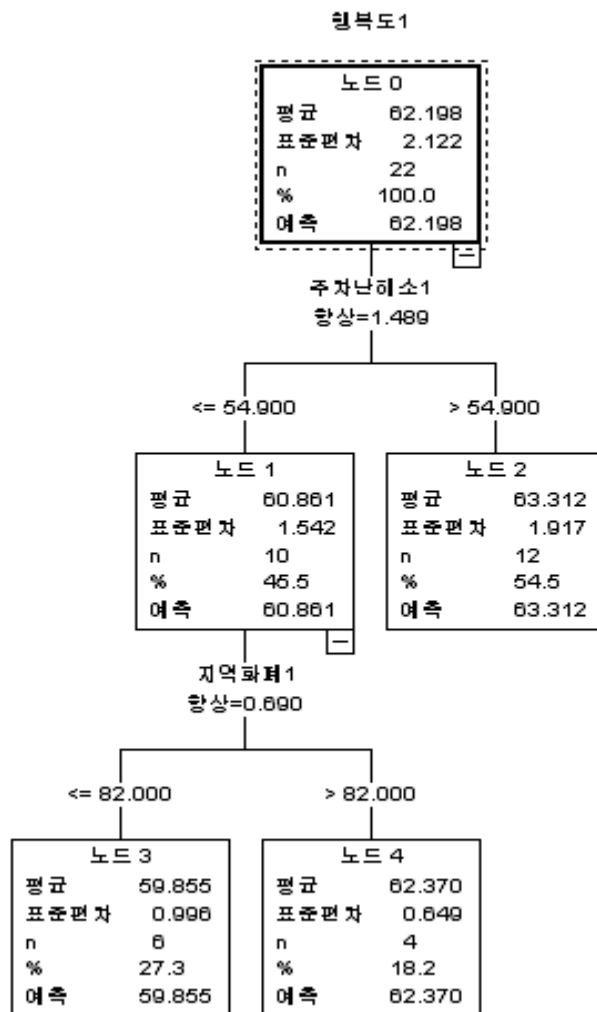 행복도1
노드 0
평균 62.198
표준편차 2.122
n 22
% 100.0
예측 62.198
주차난해소1
향상=1.489
<= 54.900
> 54.900
노드 1
평균 60.861
표준편차 1.542
n 10
% 45.5
예측 60.861
노드 2
평균 63.312
표준편차 1.917
n 12
% 54.5
예측 63.312
지역화폐1
향상=0.690
<= 82.000
> 82.000
노드 3
평균 59.855
표준편차 0.996
n 6
% 27.3
예측 59.855
노드 4
평균 62.370
표준편차 0.649
n 4
% 18.2
예측 62.370